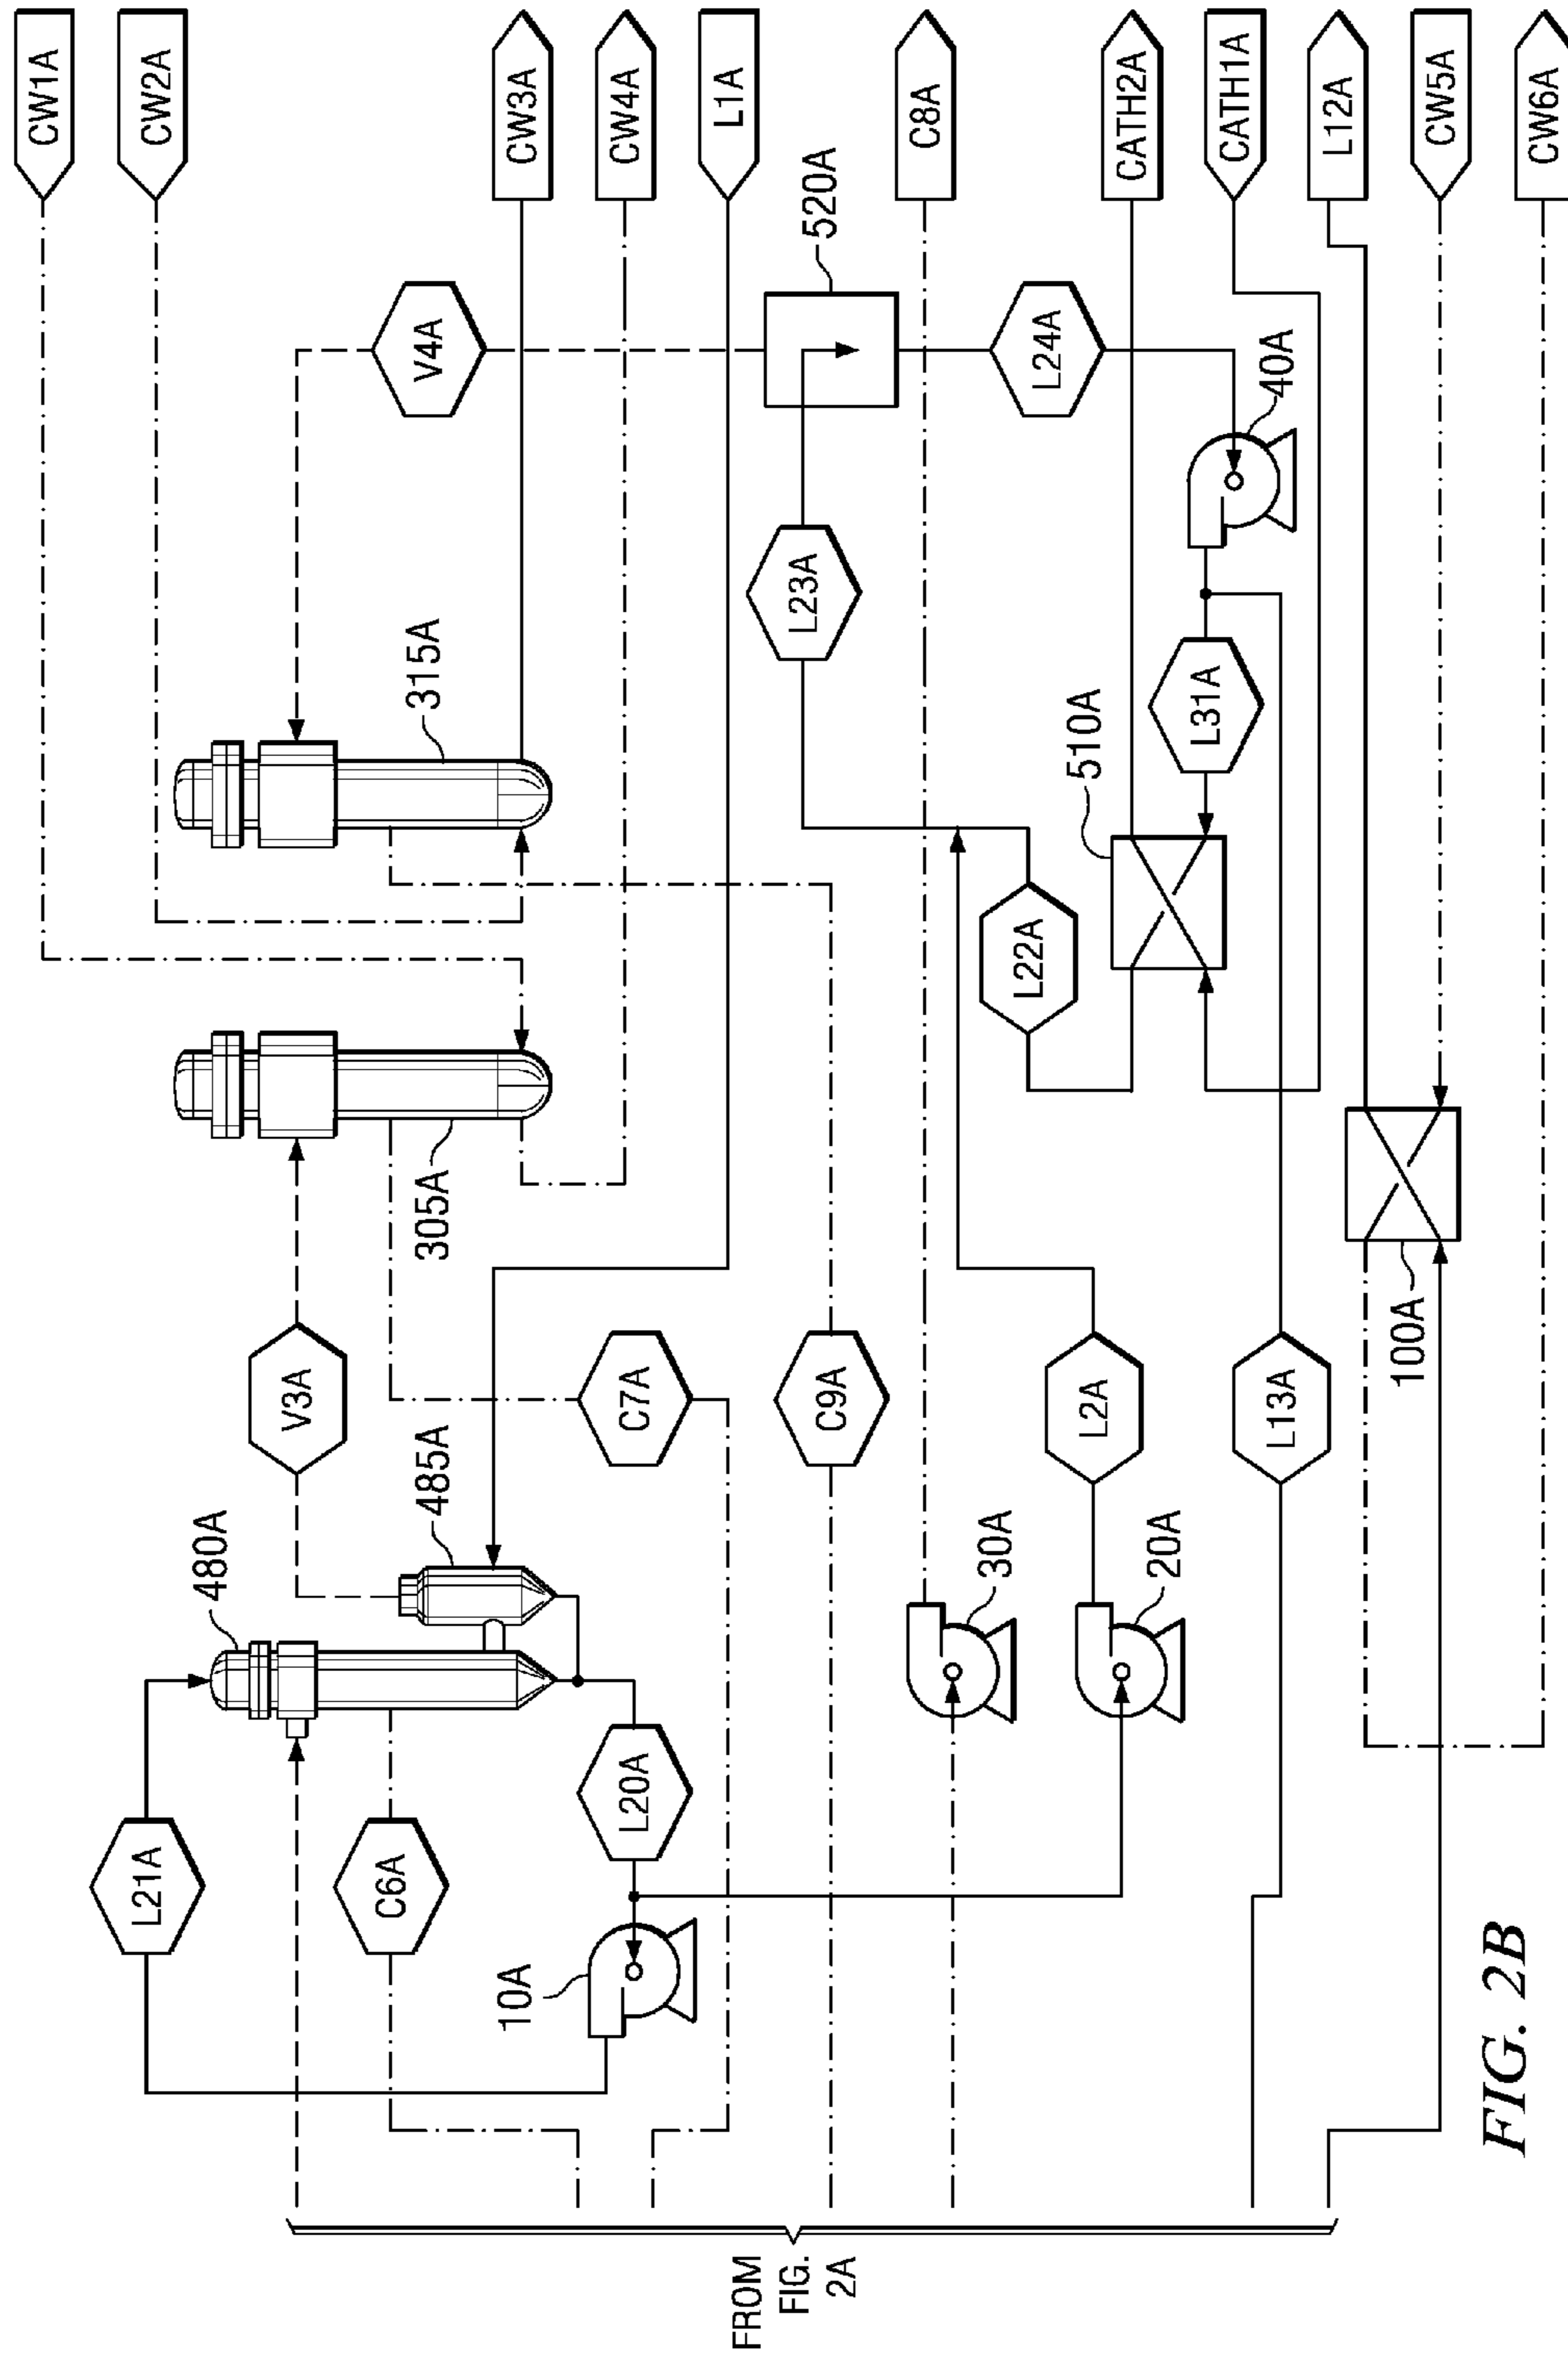 CW1A
CW2A
CW3A
CW4A
L1A
C8A
CATH2A
CATH1A
L12A
CW5A
CW6A
V4A
520A
L24A
40A
L23A
315A
L31A
510A
L22A
305A
V3A
C7A
C9A
L2A
L13A
100A
480A
485A
30A
20A
L21A
C6A
L20A
10A
FROM
FIG.
2A
FIG. 2B